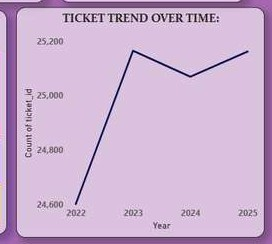 TICKET TREND OVER TIME:
25,200
25,000
24,800
24,600
Count of ticket_id
2022 2023 2024 2025
Year